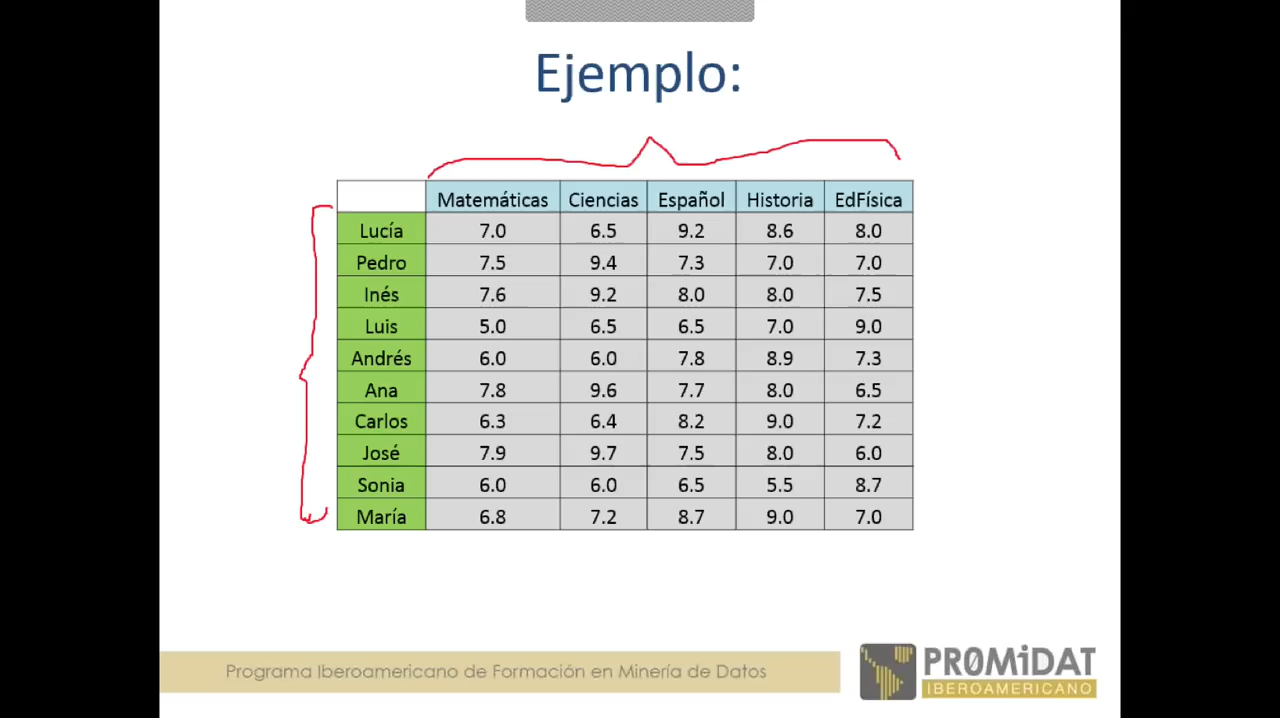 Ejemplo:
Matemáticas Ciencias Español Historia EdFísica
Lucía 7.0 6.5 9.2 8.6 8.0
Pedro 7.5 9.4 7.3 7.0 7.0
Inés 7.6 9.2 8.0 8.0 7.5
Luis 5.0 6.5 6.5 7.0 9.0
Andrés 6.0 6.0 7.8 8.9 7.3
Ana 7.8 9.6 7.7 8.0 6.5
Carlos 6.3 6.4 8.2 9.0 7.2
José 7.9 9.7 7.5 8.0 6.0
Sonia 6.0 6.0 6.5 5.5 8.7
María 6.8 7.2 8.7 9.0 7.0
Programa Iberoamericano de Formación en Minería de Datos
PR0MiDAT
IBEROAMERICANO